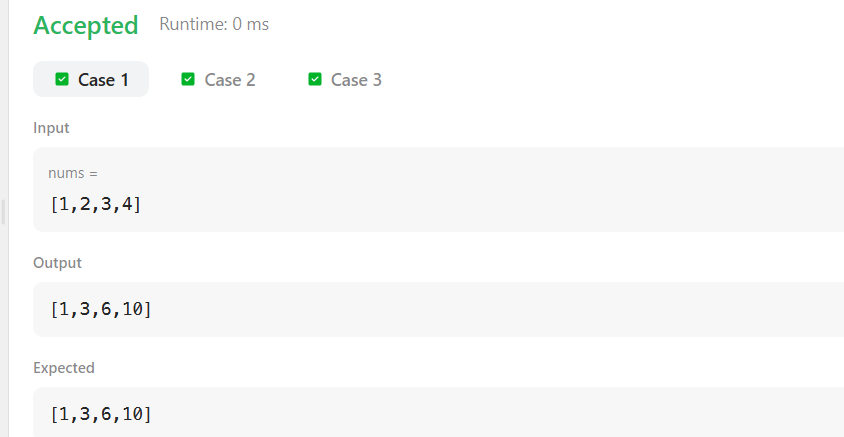 Accepted Runtime: 0 ms
Case 1 Case 2 Case 3
Input
nums =
[1,2,3,4]
Output
[1,3,6,10]
Expected
[1,3,6,10]